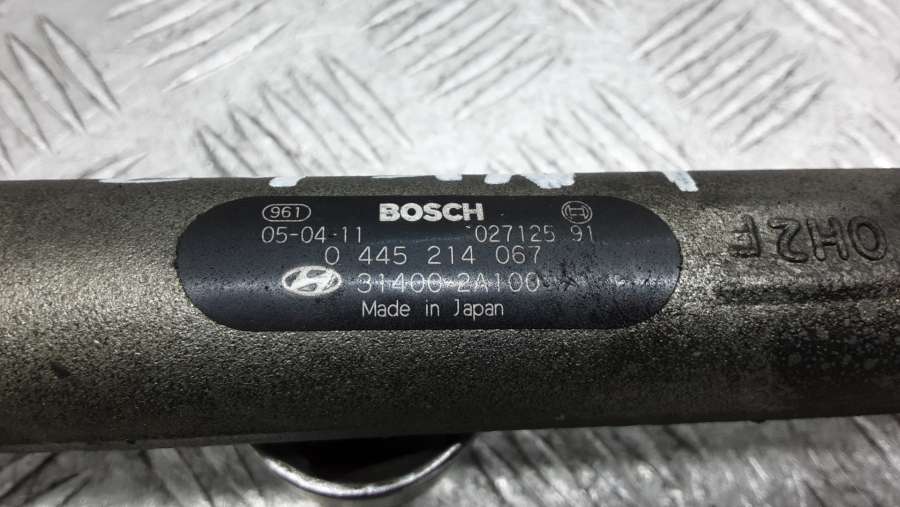 961 BOSCH
05-04-11 027125 91
0 445 214 067
31400-2A100
Made in Japan
OH2F